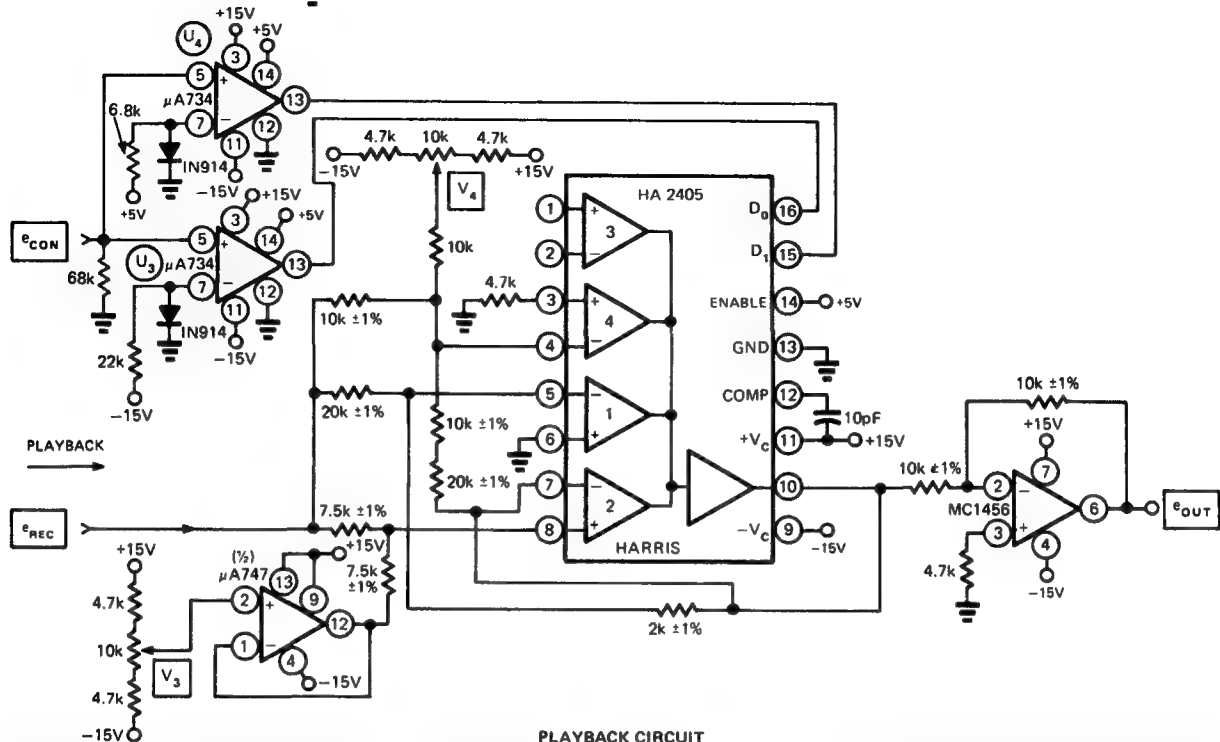 +15V
+5V
U4
3
14
5
+
μA734
13
7
−
12
11
6.8k
IN914
−15V
+5V
+15V
3
+5V
14
eCON
5
+
U3
μA734
13
7
−
12
11
68k
IN914
−15V
22k
−15V
4.7k
10k
4.7k
−15V
+15V
V4
10k
10k ±1%
4.7k
20k ±1%
10k ±1%
20k ±1%
HA 2405
1
+
3
2
−
3
+
4
4
−
5
−
1
6
+
7
−
2
8
+
HARRIS
D0
16
D1
15
ENABLE
14
+5V
GND
13
COMP
12
10pF
+VC
11
+15V
10
−VC
9
−15V
PLAYBACK
eREC
7.5k ±1%
+15V
7.5k
±1%
+15V
(½)
μA747
13
9
2
+
12
1
−
4
−15V
4.7k
10k
V3
4.7k
−15V
2k ±1%
10k ¢1%
10k ±1%
+15V
7
2
−
MC1456
6
3
+
4
−15V
4.7k
eOUT
PLAYBACK CIRCUIT